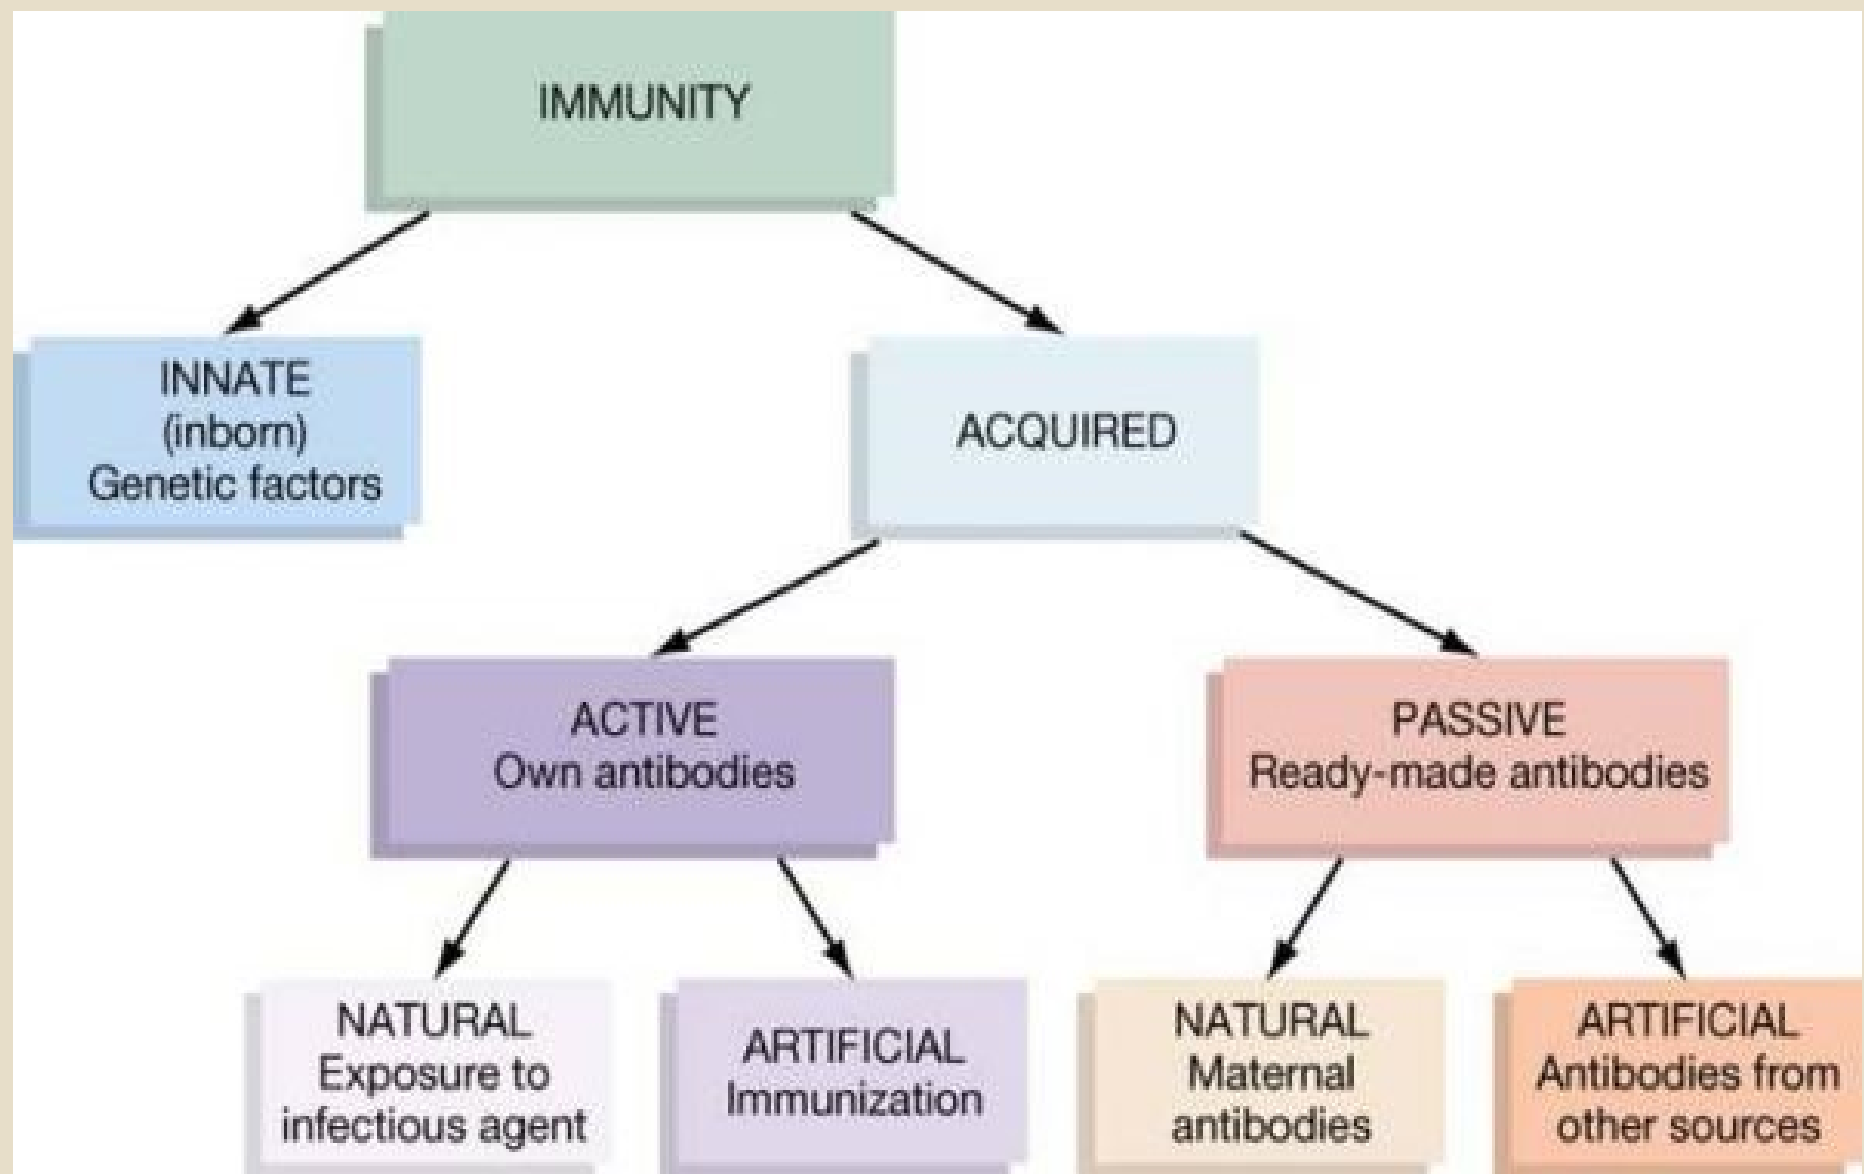 IMMUNITY
INNATE
(inborn)
Genetic factors
ACQUIRED
ACTIVE
Own antibodies
PASSIVE
Ready-made antibodies
NATURAL
Exposure to
infectious agent
ARTIFICIAL
Immunization
NATURAL
Maternal
antibodies
ARTIFICIAL
Antibodies from
other sources